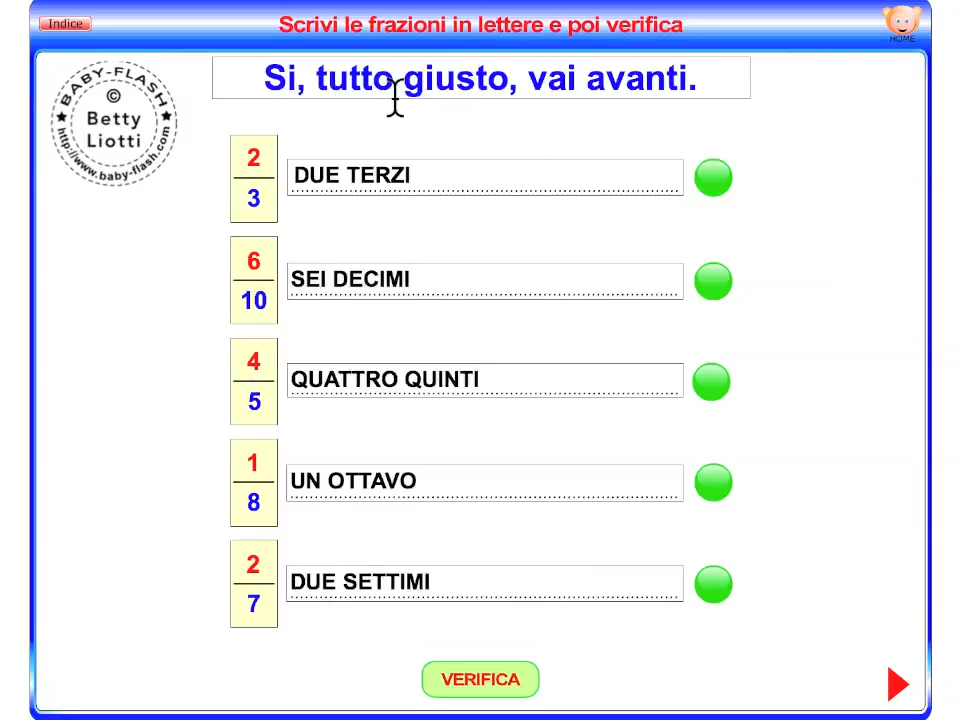 Indice
Scrivi le frazioni in lettere e poi verifica
HOME
Si, tutto giusto, vai avanti.
BABY-FLASH
©
Betty
Liotti
http://www.baby-flash.com
2
3
DUE TERZI
6
10
SEI DECIMI
4
5
QUATTRO QUINTI
1
8
UN OTTAVO
2
7
DUE SETTIMI
VERIFICA